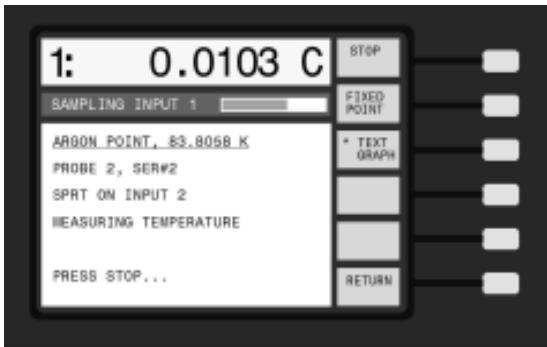 1: 0.0103 C
SAMPLING INPUT 1
ARGON POINT, 83.8058 K
PROBE 2, SER#2
SPRT ON INPUT 2
MEASURING TEMPERATURE
PRESS STOP...
STOP
FIXED
POINT
* TEXT
GRAPH
RETURN